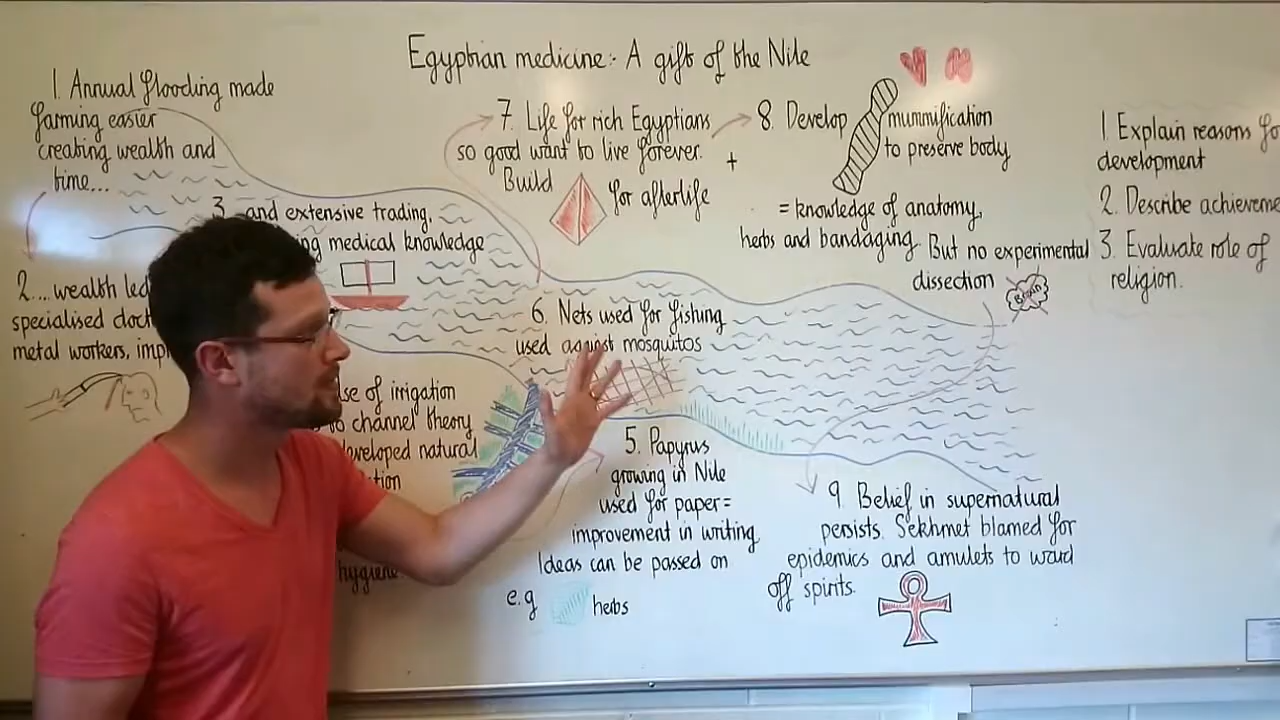 Egyptian medicine:- A gift of the Nile
1. Annual flooding made
farming easier
creating wealth and
time...
2....wealth led
specialised
metal workers,
3. and extensive trading,
medical knowledge
of irrigation
to channel theory
natural
hygiene.
5. Papyrus
growing in Nile
used for paper=
improvement in writing.
Ideas can be passed on
e.g herbs
6. Nets used for fishing
used against mosquitos
7. Life for rich Egyptians
so good want to live forever.
Build for afterlife
+
8. Develop mummification
to preserve body
= knowledge of anatomy,
herbs and bandaging. But no experimental
dissection
Brain
9. Belief in supernatural
persists. Sekhmet blamed for
epidemics and amulets to ward
off spirits.
1. Explain reasons
development
2. Describe
3. Evaluate role of
religion.